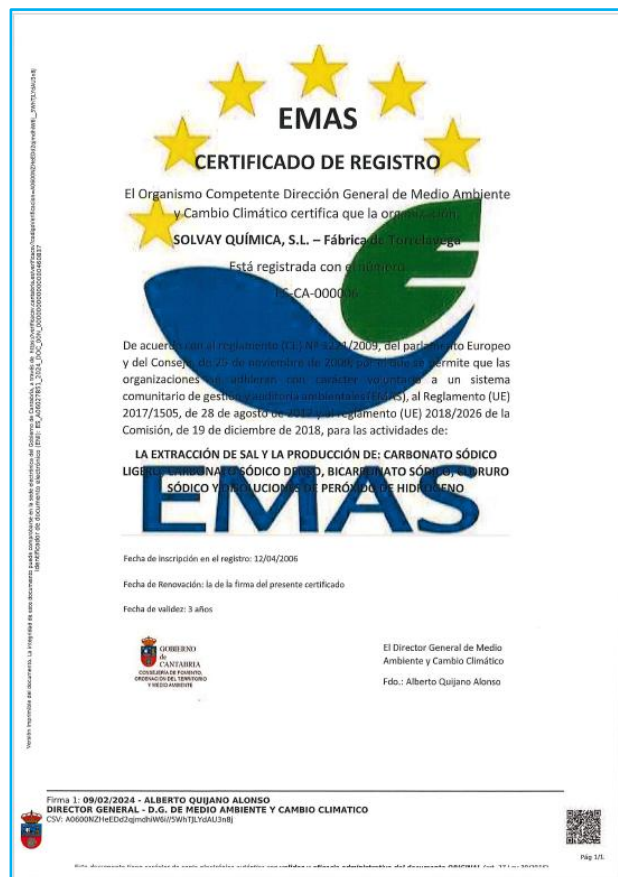 EMAS
CERTIFICADO DE REGISTRO
El Organismo Competente Dirección General de Medio Ambiente
y Cambio Climático certifica que la organización,
SOLVAY QUÍMICA, S.L. – Fábrica de Torrelavega
Está registrada con el número
ES-CA-000006
De acuerdo con al reglamento (CE) Nº 1221/2009, del parlamento Europeo
y del Consejo, de 25 de noviembre de 2009, por el que se permite que las
organizaciones se adhieran con carácter voluntario a un sistema
comunitario de gestión y auditoría ambientales (EMAS), al Reglamento (UE)
2017/1505, de 28 de agosto de 2017 y al reglamento (UE) 2018/2026 de la
Comisión, de 19 de diciembre de 2018, para las actividades de:
LA EXTRACCIÓN DE SAL Y LA PRODUCCIÓN DE: CARBONATO SÓDICO
LIGERO, CARBONATO SÓDICO DENSO, BICARBONATO SÓDICO, CLORURO
SÓDICO Y DISOLUCIONES DE PERÓXIDO DE HIDRÓGENO
EMAS
Fecha de inscripción en el registro: 12/04/2006
Fecha de Renovación: la de la firma del presente certificado
Fecha de validez: 3 años
GOBIERNO
de
CANTABRIA
CONSEJERÍA DE FOMENTO,
ORDENACIÓN DEL TERRITORIO
Y MEDIO AMBIENTE
El Director General de Medio
Ambiente y Cambio Climático
Fdo.: Alberto Quijano Alonso
Firma 1: 09/02/2024 - ALBERTO QUIJANO ALONSO
DIRECTOR GENERAL - D.G. DE MEDIO AMBIENTE Y CAMBIO CLIMATICO
Pág 1/1